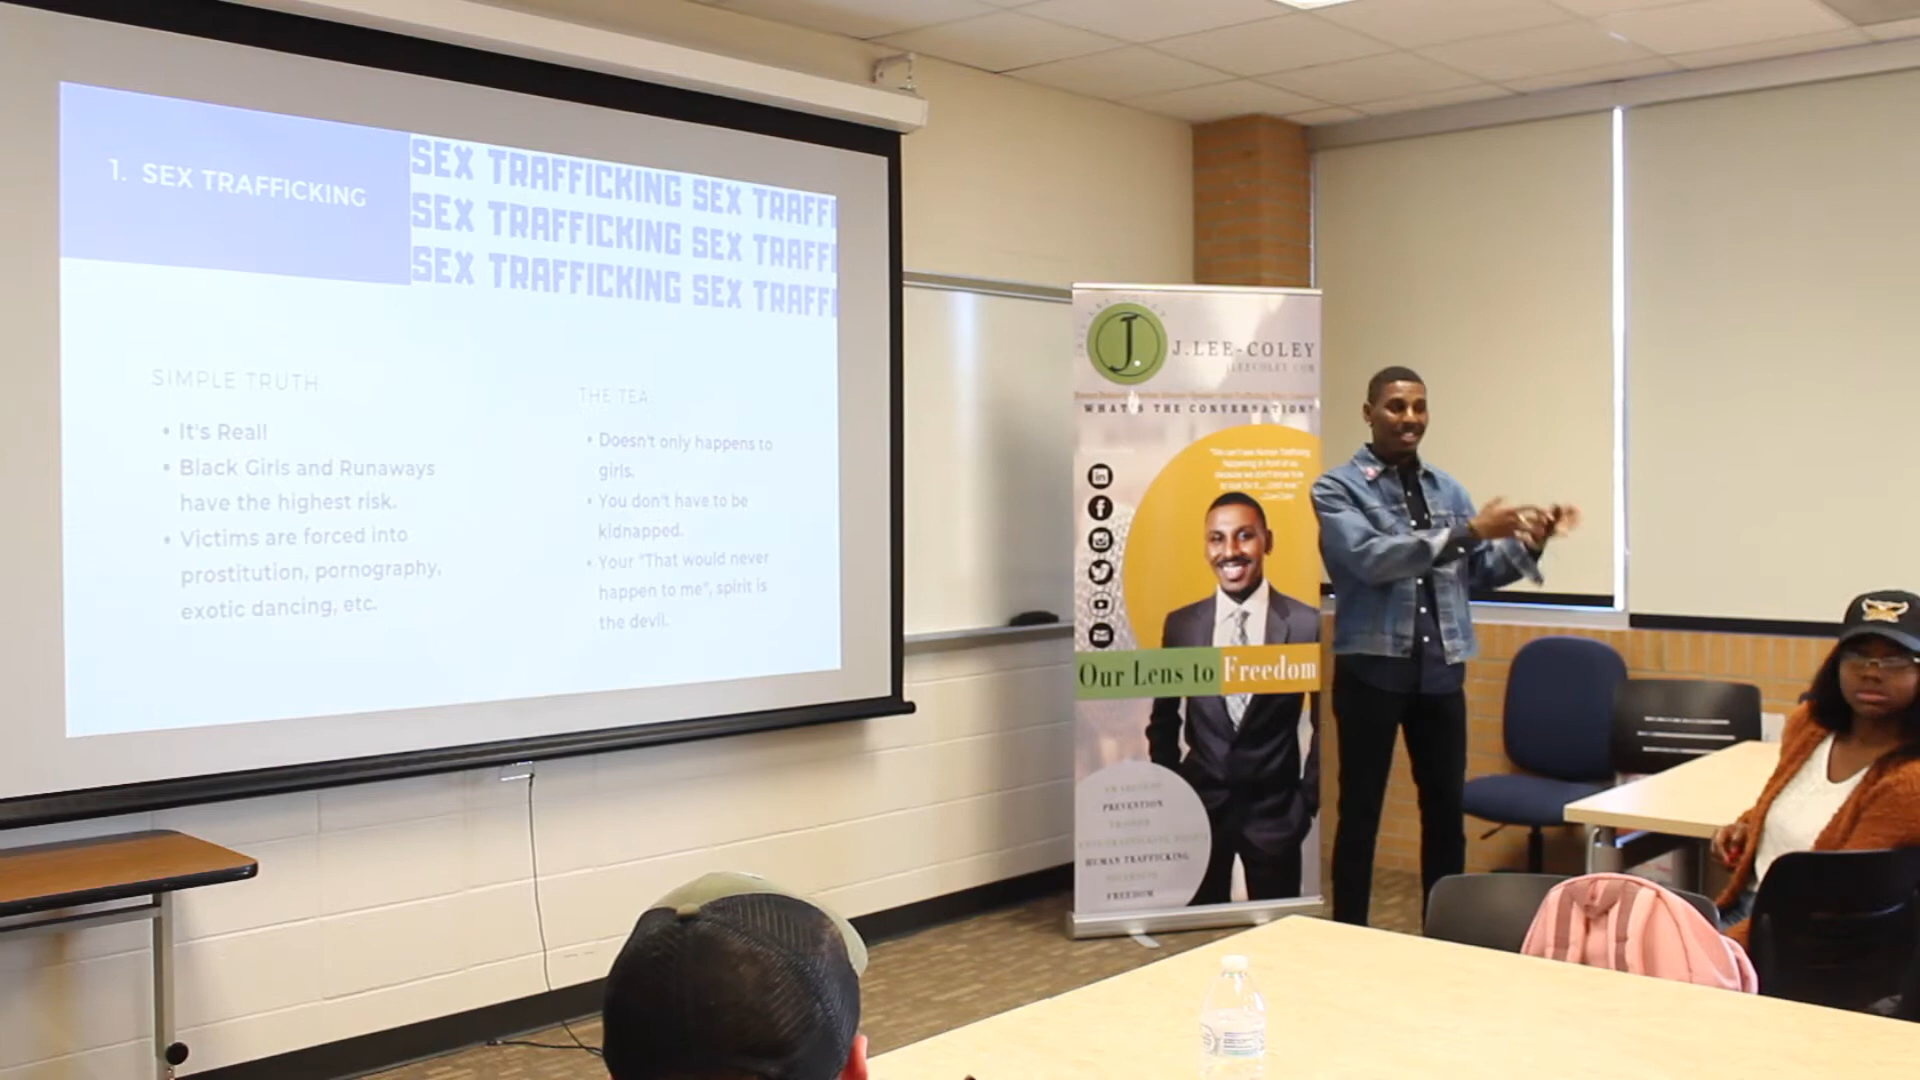 1. SEX TRAFFICKING
SEX TRAFFICKING SEX TRAFFI
SEX TRAFFICKING SEX TRAFFI
SEX TRAFFICKING SEX TRAFFI
SIMPLE TRUTH
• It's Real!
• Black Girls and Runaways
have the highest risk.
• Victims are forced into
prostitution, pornography,
exotic dancing, etc.
THE TEA
• Doesn't only happens to
girls.
• You don't have to be
kidnapped.
• Your "That would never
happen to me", spirit is
the devil.
J.
J.LEE-COLEY
JLEECOLEY.COM
WHAT'S THE CONVERSATION?
in
f
Our Lens to Freedom
PREVENTION
HUMAN TRAFFICKING
FREEDOM